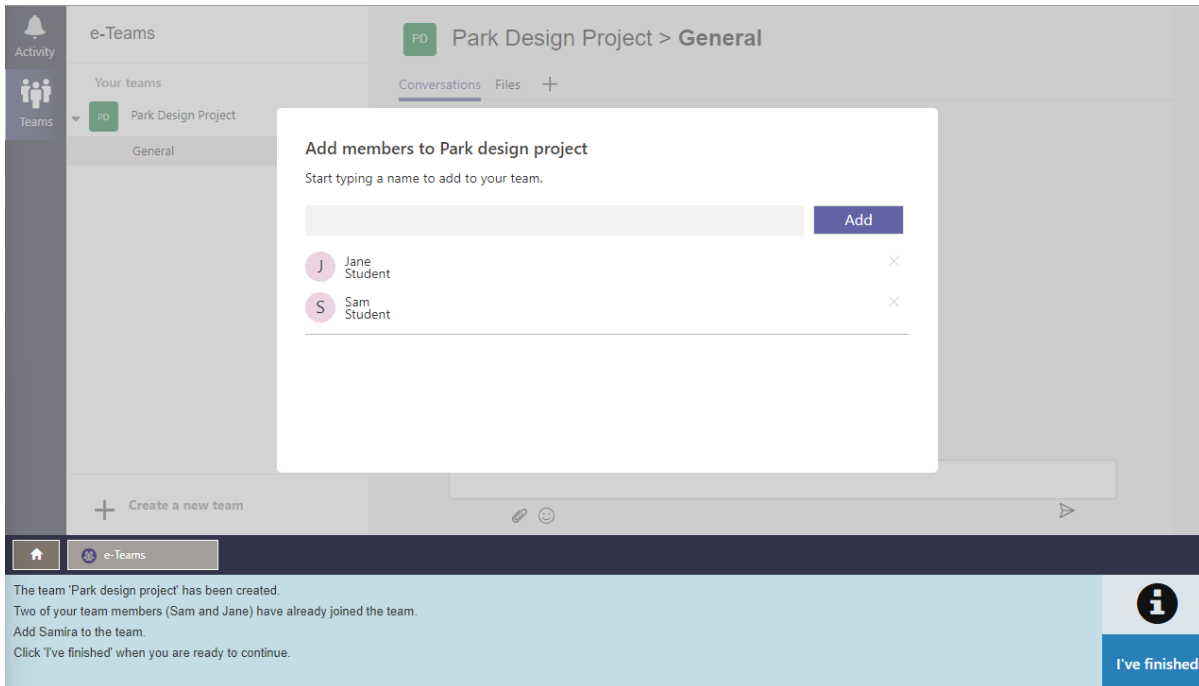 Activity
Teams
e-Teams
Your teams
PD Park Design Project
General
Create a new team
PD Park Design Project > General
Conversations Files
Add members to Park design project
Start typing a name to add to your team.
Add
J Jane
Student
S Sam
Student
e-Teams
The team 'Park design project' has been created.
Two of your team members (Sam and Jane) have already joined the team.
Add Samira to the team.
Click 'I've finished' when you are ready to continue.
I've finished